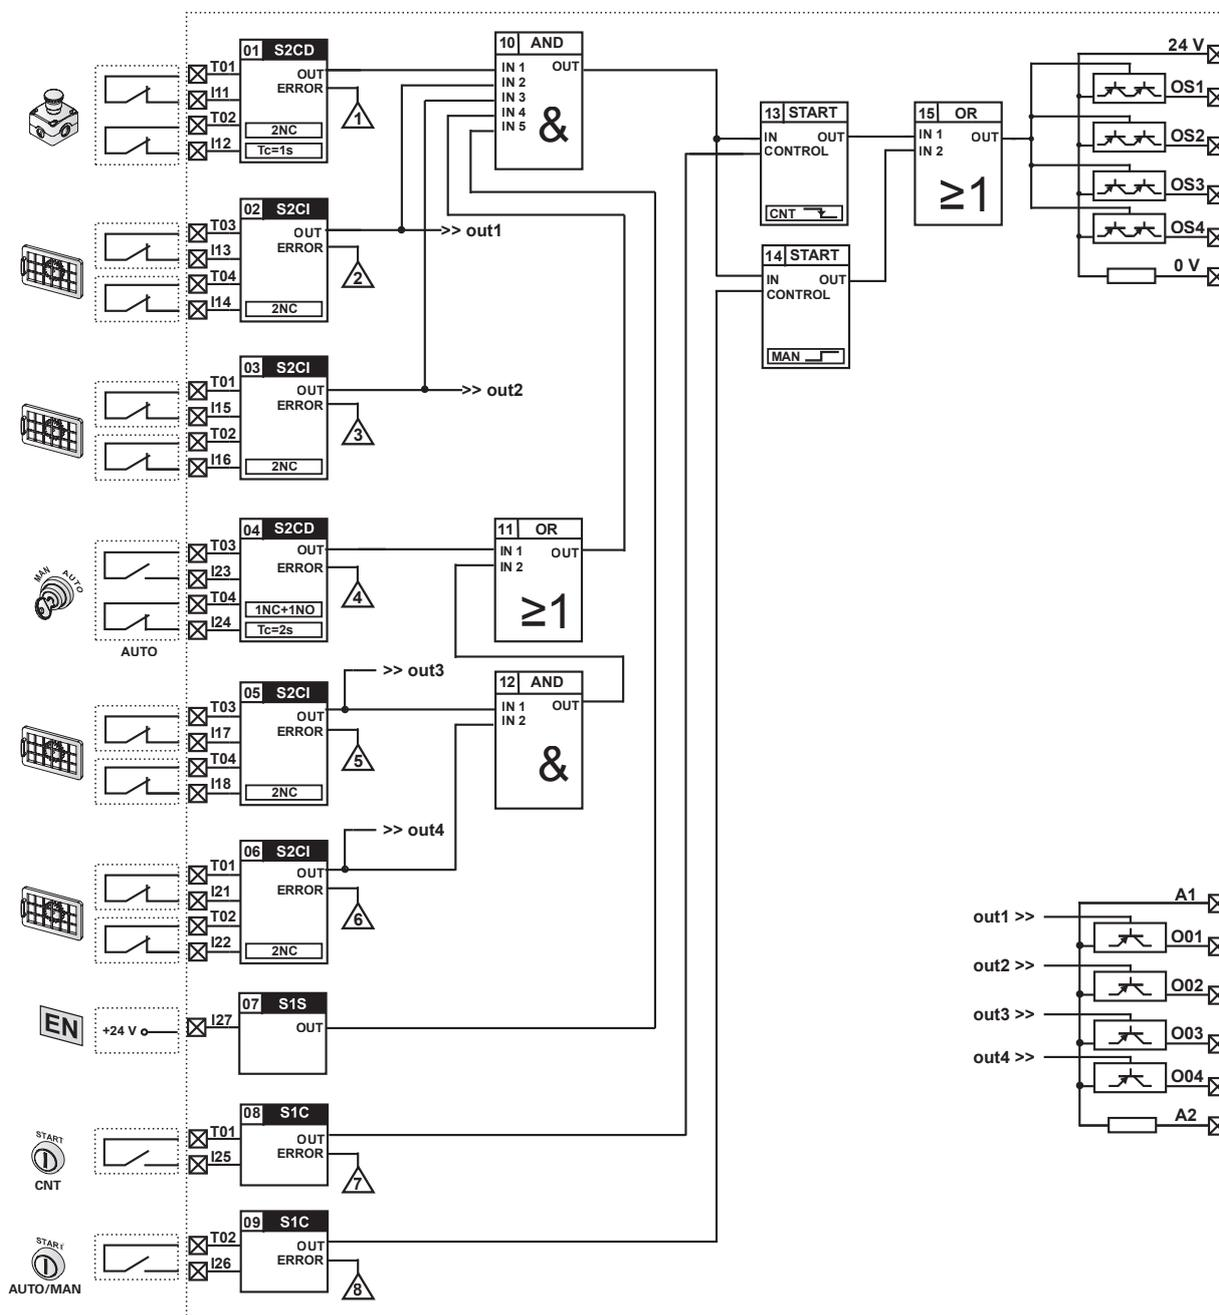 01 S2CD
T01
I11
T02
I12
OUT
ERROR
2NC
Tc=1s
1
02 S2CI
T03
I13
T04
I14
OUT
ERROR
2NC
2
>> out1
03 S2CI
T01
I15
T02
I16
OUT
ERROR
2NC
3
>> out2
MAN AUTO
AUTO
04 S2CD
T03
I23
T04
I24
OUT
ERROR
1NC+1NO
Tc=2s
4
05 S2CI
T03
I17
T04
I18
OUT
ERROR
2NC
5
>> out3
06 S2CI
T01
I21
T02
I22
OUT
ERROR
2NC
6
>> out4
EN
+24 V
I27
07 S1S
OUT
START
CNT
T01
I25
08 S1C
OUT
ERROR
7
START
AUTO/MAN
T02
I26
09 S1C
OUT
ERROR
8
10 AND
IN 1
IN 2
IN 3
IN 4
IN 5
OUT
&
11 OR
IN 1
IN 2
OUT
≥1
12 AND
IN 1
IN 2
OUT
&
13 START
IN
CONTROL
OUT
CNT
14 START
IN
CONTROL
OUT
MAN
15 OR
IN 1
IN 2
OUT
≥1
24 V
OS1
OS2
OS3
OS4
0 V
A1
out1 >>
O01
out2 >>
O02
out3 >>
O03
out4 >>
O04
A2